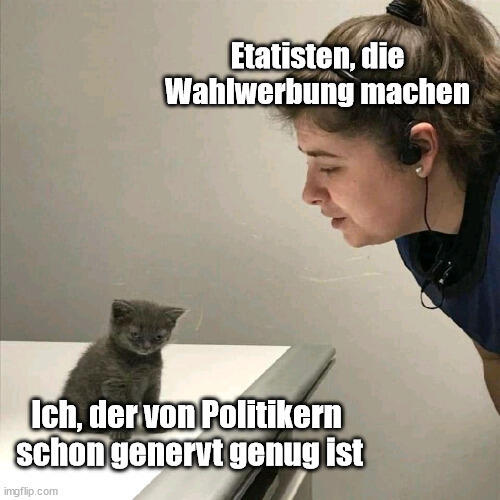 Etatisten, die
Wahlwerbung machen
Ich, der von Politikern
schon genervt genug ist
imgflip.com